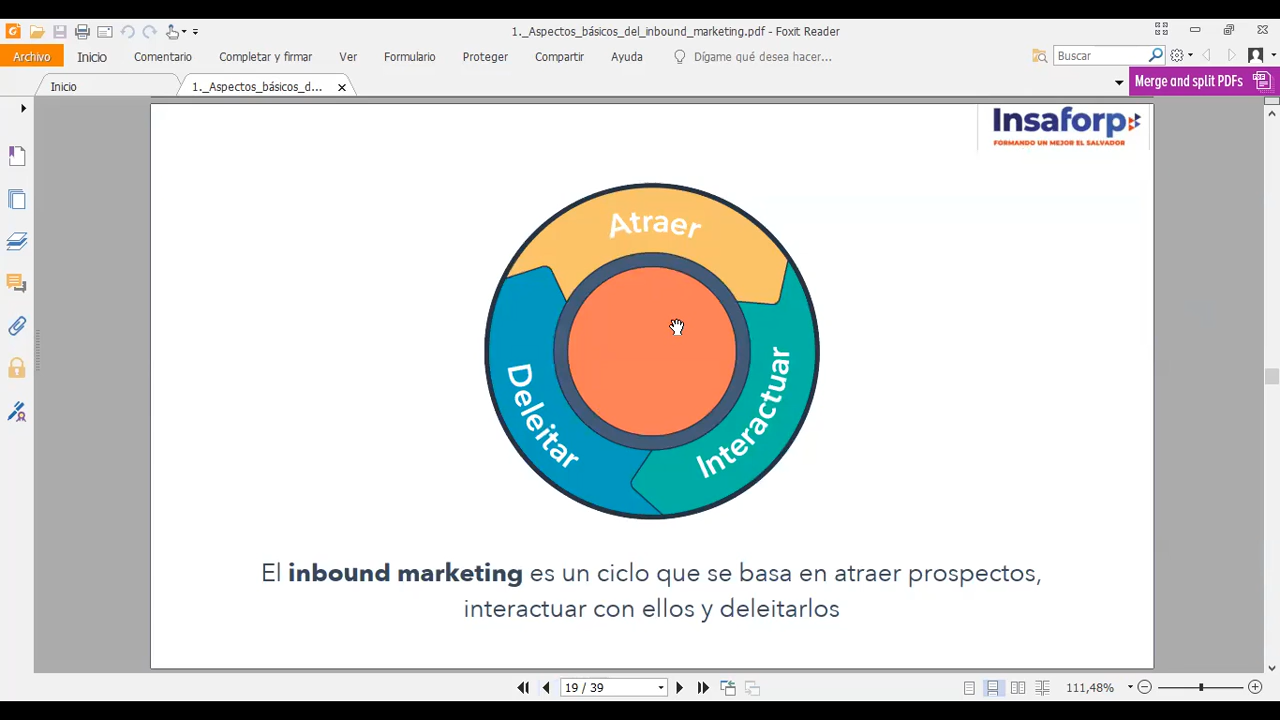 1._Aspectos_básicos_del_inbound_marketing.pdf - Foxit Reader
Archivo Inicio Comentario Completar y firmar Ver Formulario Proteger Compartir Ayuda Dígame qué desea hacer... Buscar
Inicio 1._Aspectos_básicos_d... Merge and split PDFs
Insaforp
FORMANDO UN MEJOR EL SALVADOR
Atraer
Interactuar
Deleitar
El inbound marketing es un ciclo que se basa en atraer prospectos,
interactuar con ellos y deleitarlos
19 / 39 111,48%